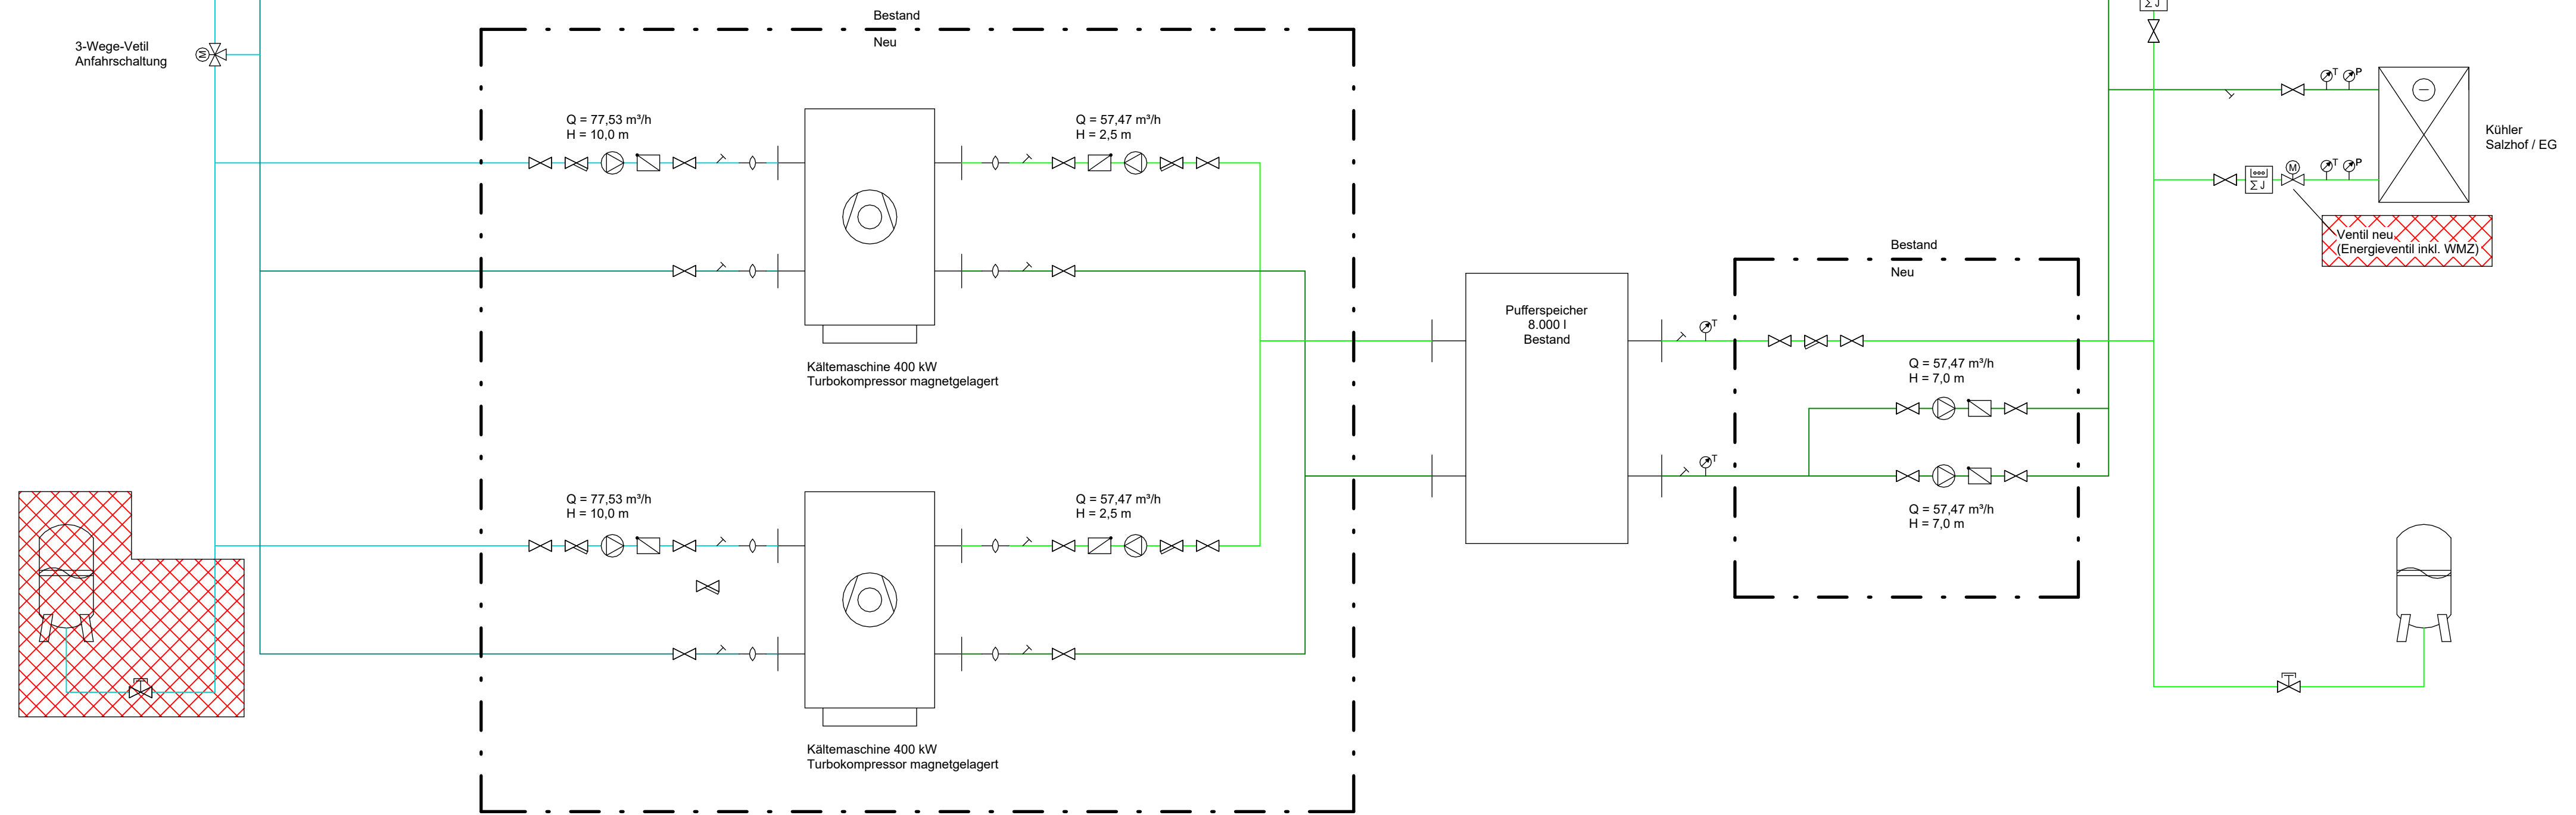 Bestand
Neu
3-Wege-Vetil
Anfahrschaltung
M
Σ J
T
P
Q = 77,53 m³/h
H = 10,0 m
Q = 57,47 m³/h
H = 2,5 m
Kühler
Salzhof / EG
M
T
P
Σ J
Ventil neu
(Energieventil inkl. WMZ)
Bestand
Neu
Pufferspeicher
8.000 l
Bestand
T
Kältemaschine 400 kW
Turbokompressor magnetgelagert
Q = 57,47 m³/h
H = 7,0 m
T
Q = 77,53 m³/h
H = 10,0 m
Q = 57,47 m³/h
H = 2,5 m
Q = 57,47 m³/h
H = 7,0 m
Kältemaschine 400 kW
Turbokompressor magnetgelagert